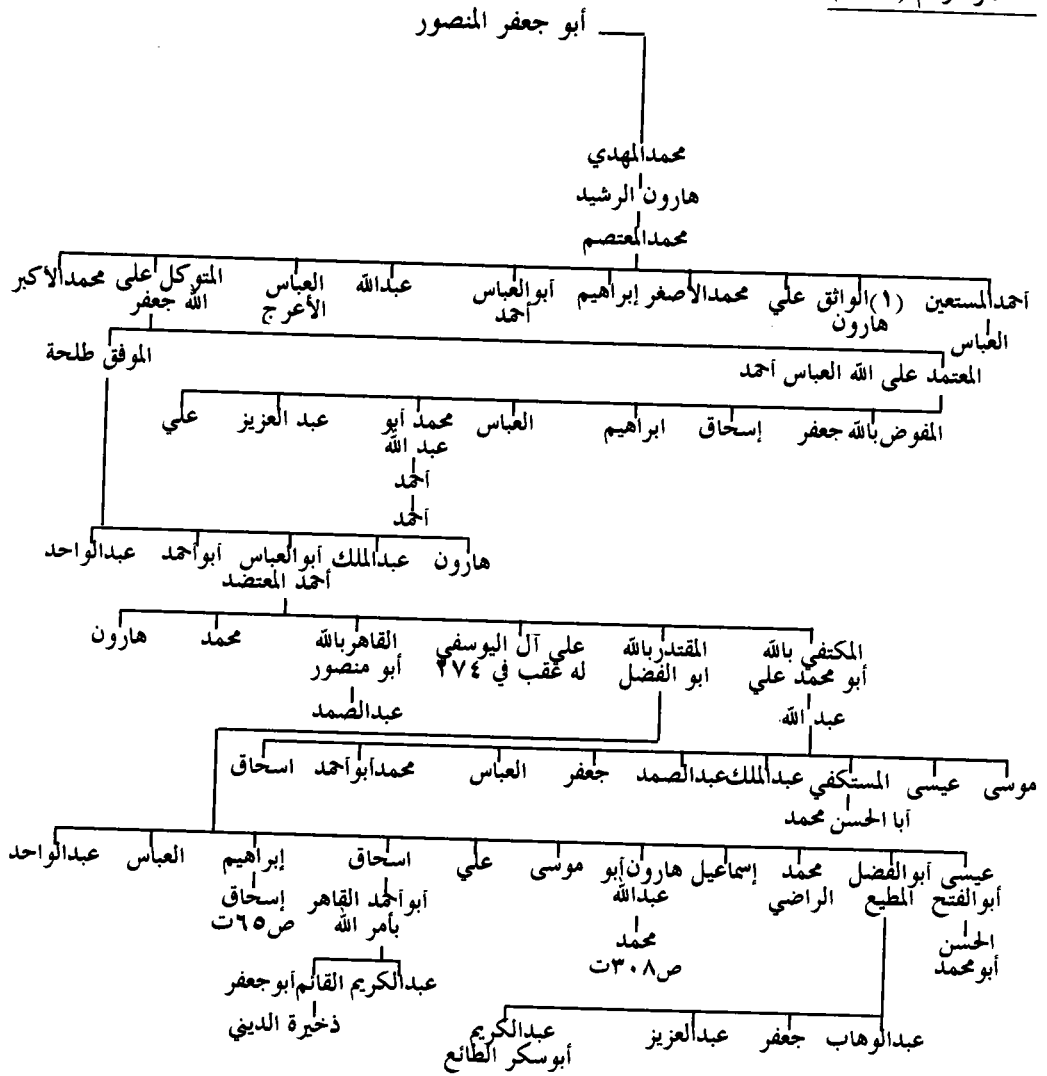 أبو جعفر المنصور
محمد المهدي
هارون الرشيد
محمد المعتصم
أحمد المستعين (١) الواثق علي محمد الأصغر إبراهيم أبو العباس عبدالله العباس المتوكل على محمد الأكبر
هارون أحمد الأعرج الله جعفر
العباس
المعتمد على الله العباس أحمد الموفق طلحة
المفوض بالله جعفر إسحاق ابراهيم العباس محمد أبو عبد العزيز علي
عبد الله
أحمد
أحمد
هارون عبدالملك أبو العباس أبو أحمد عبدالواحد
أحمد المعتضد
المكتفي بالله المقتدر بالله علي آل اليوسفي القاهر بالله محمد هارون
أبو محمد علي ابو الفضل له عقب في ٢٧٤ أبو منصور
عبد الله عبدالصمد
موسى عيسى المستكفي عبدالملك عبدالصمد جعفر العباس محمد أبو أحمد اسحاق
أبا الحسن محمد
عيسى أبو الفضل محمد إسماعيل هارون أبو موسى علي اسحاق إبراهيم العباس عبدالواحد
أبو الفتح المطيع الراضي عبدالله أبو أحمد القاهر إسحاق
بأمر الله ص٦٥ت
الحسن محمد
أبو محمد ص٣٠٨ت
عبدالكريم القائم أبو جعفر
ذخيرة الديني
عبدالوهاب جعفر عبدالعزيز عبدالكريم
أبو سكر الطائع